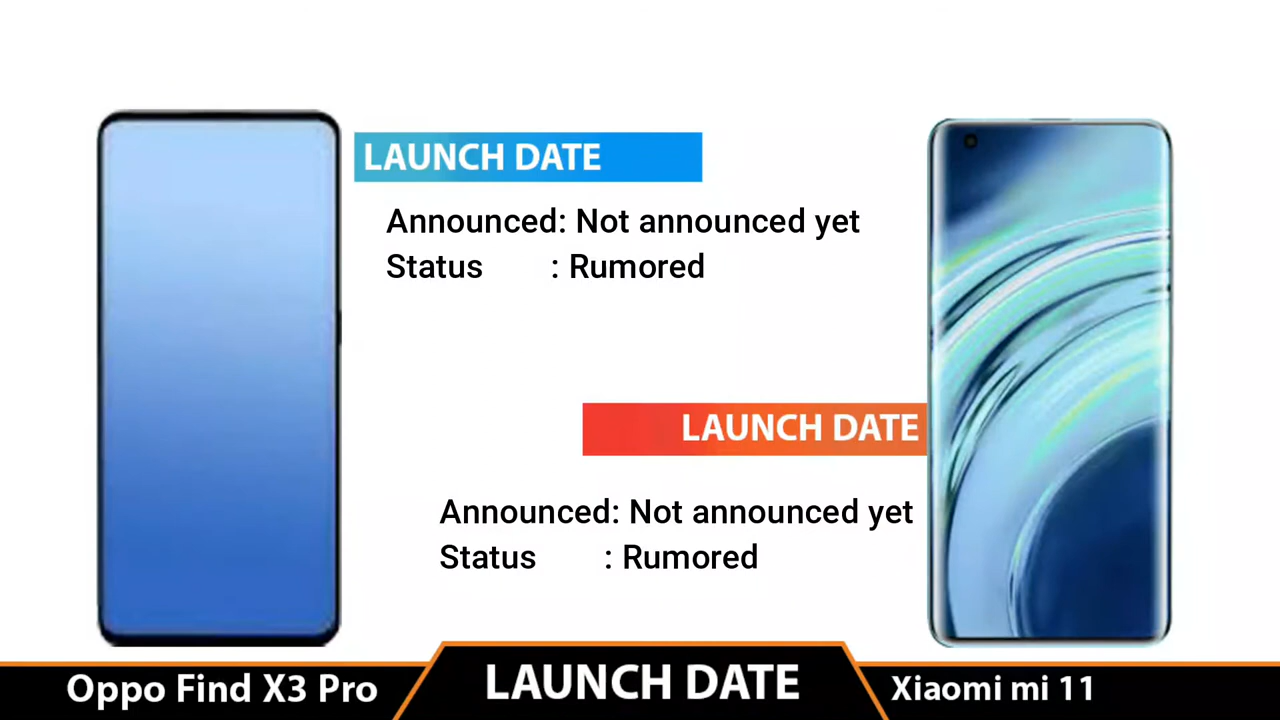 LAUNCH DATE
Announced: Not announced yet
Status : Rumored
LAUNCH DATE
Announced: Not announced yet
Status : Rumored
Oppo Find X3 Pro
LAUNCH DATE
Xiaomi mi 11